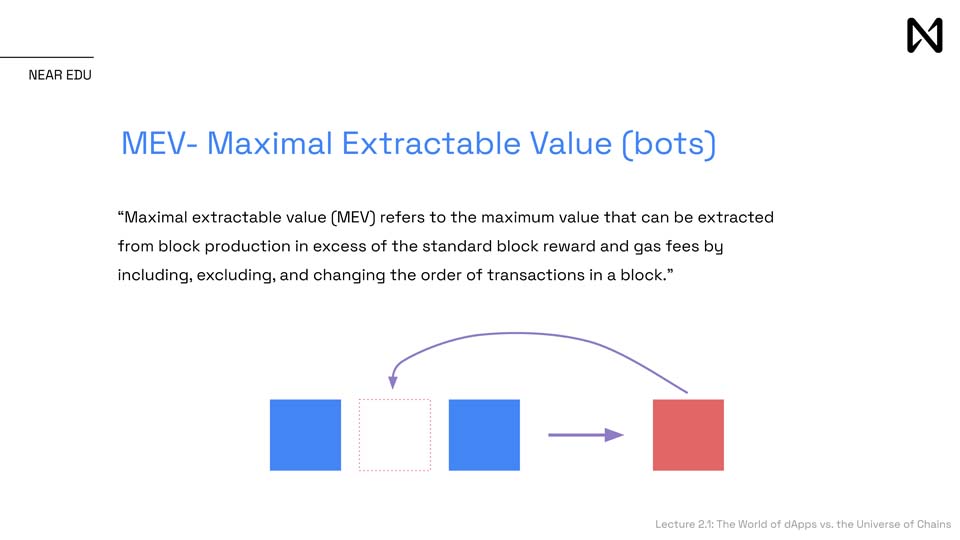 NEAR EDU
MEV- Maximal Extractable Value (bots)
“Maximal extractable value (MEV) refers to the maximum value that can be extracted
from block production in excess of the standard block reward and gas fees by
including, excluding, and changing the order of transactions in a block.”
Lecture 2.1: The World of dApps vs. the Universe of Chains